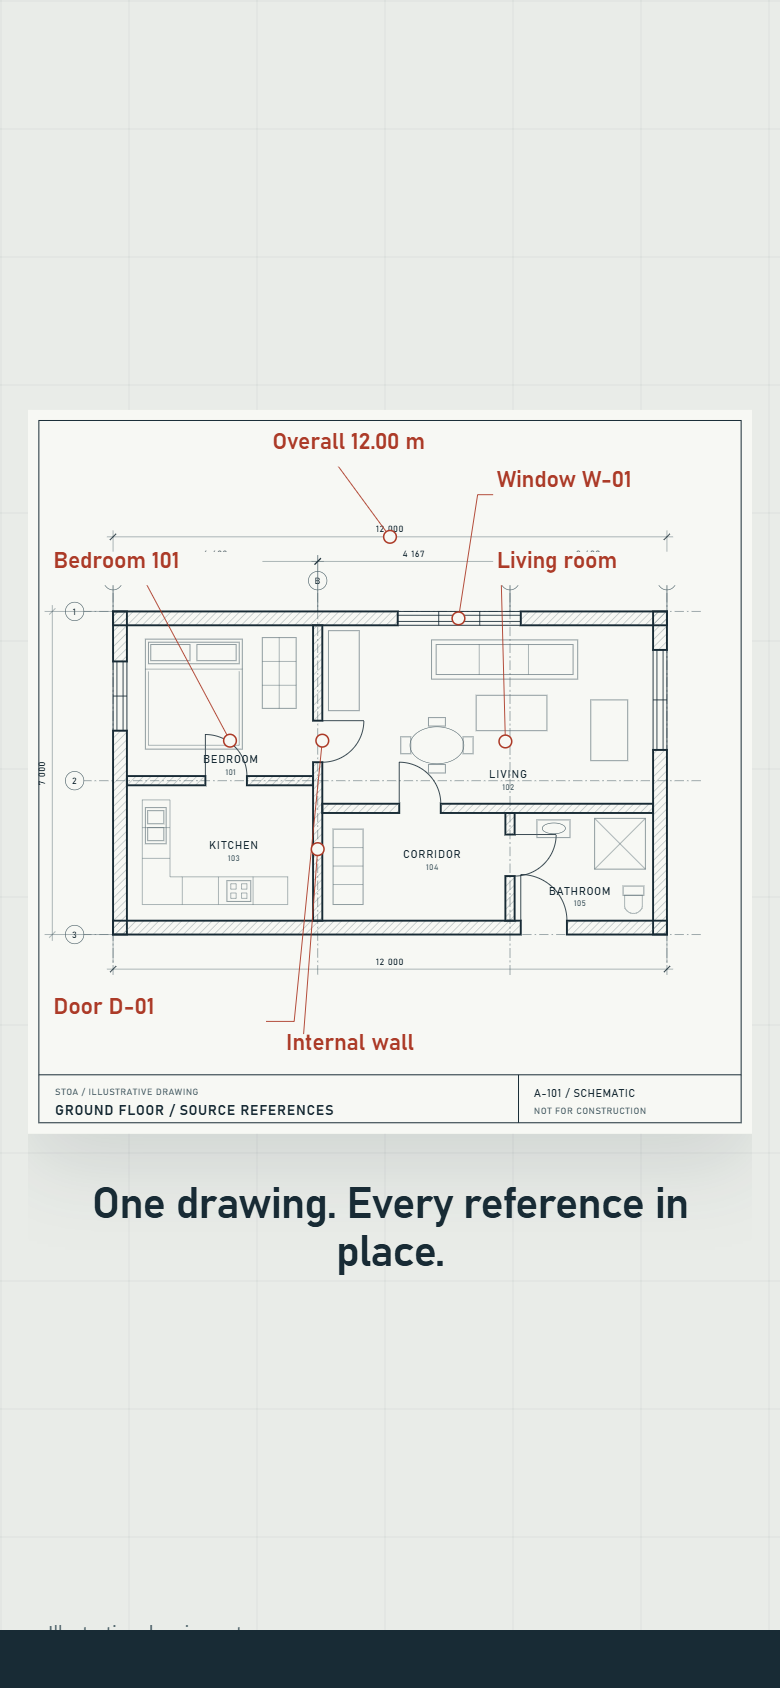 Overall 12.00 m
Window W-01
12 000
Bedroom 101
4 167
Living room
B
1
BEDROOM
101
7 000
2
LIVING
102
KITCHEN
103
CORRIDOR
104
BATHROOM
105
3
12 000
Door D-01
Internal wall
STOA / ILLUSTRATIVE DRAWING
GROUND FLOOR / SOURCE REFERENCES
A-101 / SCHEMATIC
NOT FOR CONSTRUCTION
One drawing. Every reference in
place.